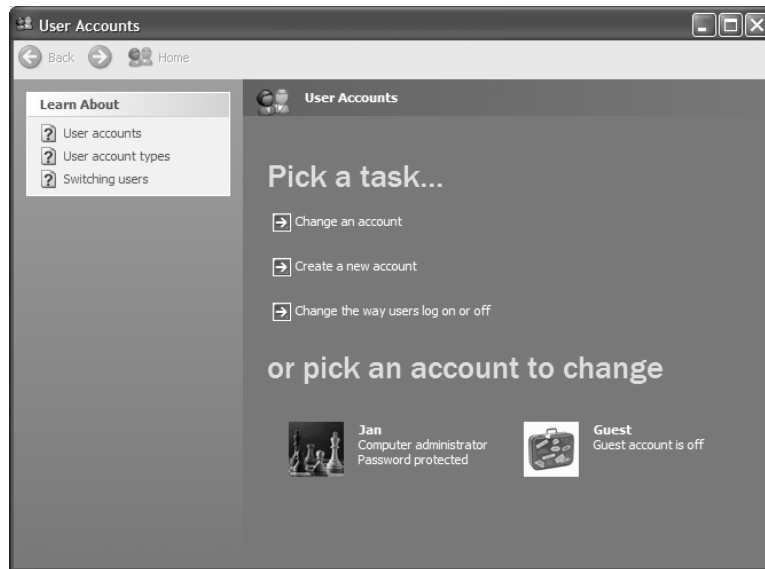 User Accounts
Back Home
Learn About
User accounts
User account types
Switching users
User Accounts
Pick a task...
Change an account
Create a new account
Change the way users log on or off
or pick an account to change
Jan
Computer administrator
Password protected
Guest
Guest account is off